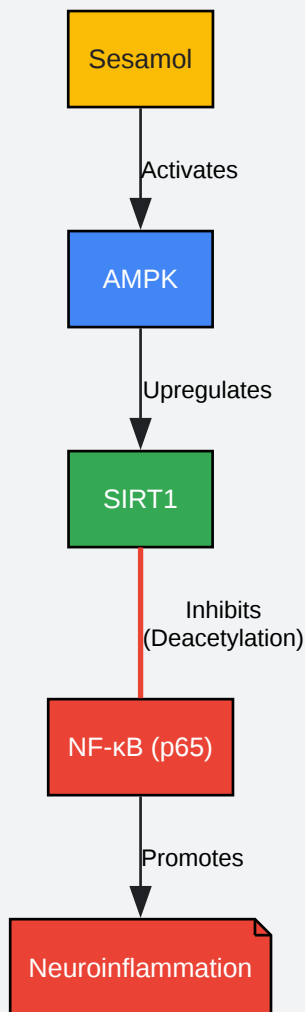 Sesamol
Activates
AMPK
Upregulates
SIRT1
Inhibits
(Deacetylation)
NF-κB (p65)
Promotes
Neuroinflammation